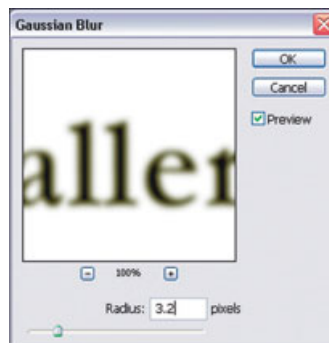 Gaussian Blur
OK
Cancel
Preview
aller
100%
Radius: 3.2 pixels